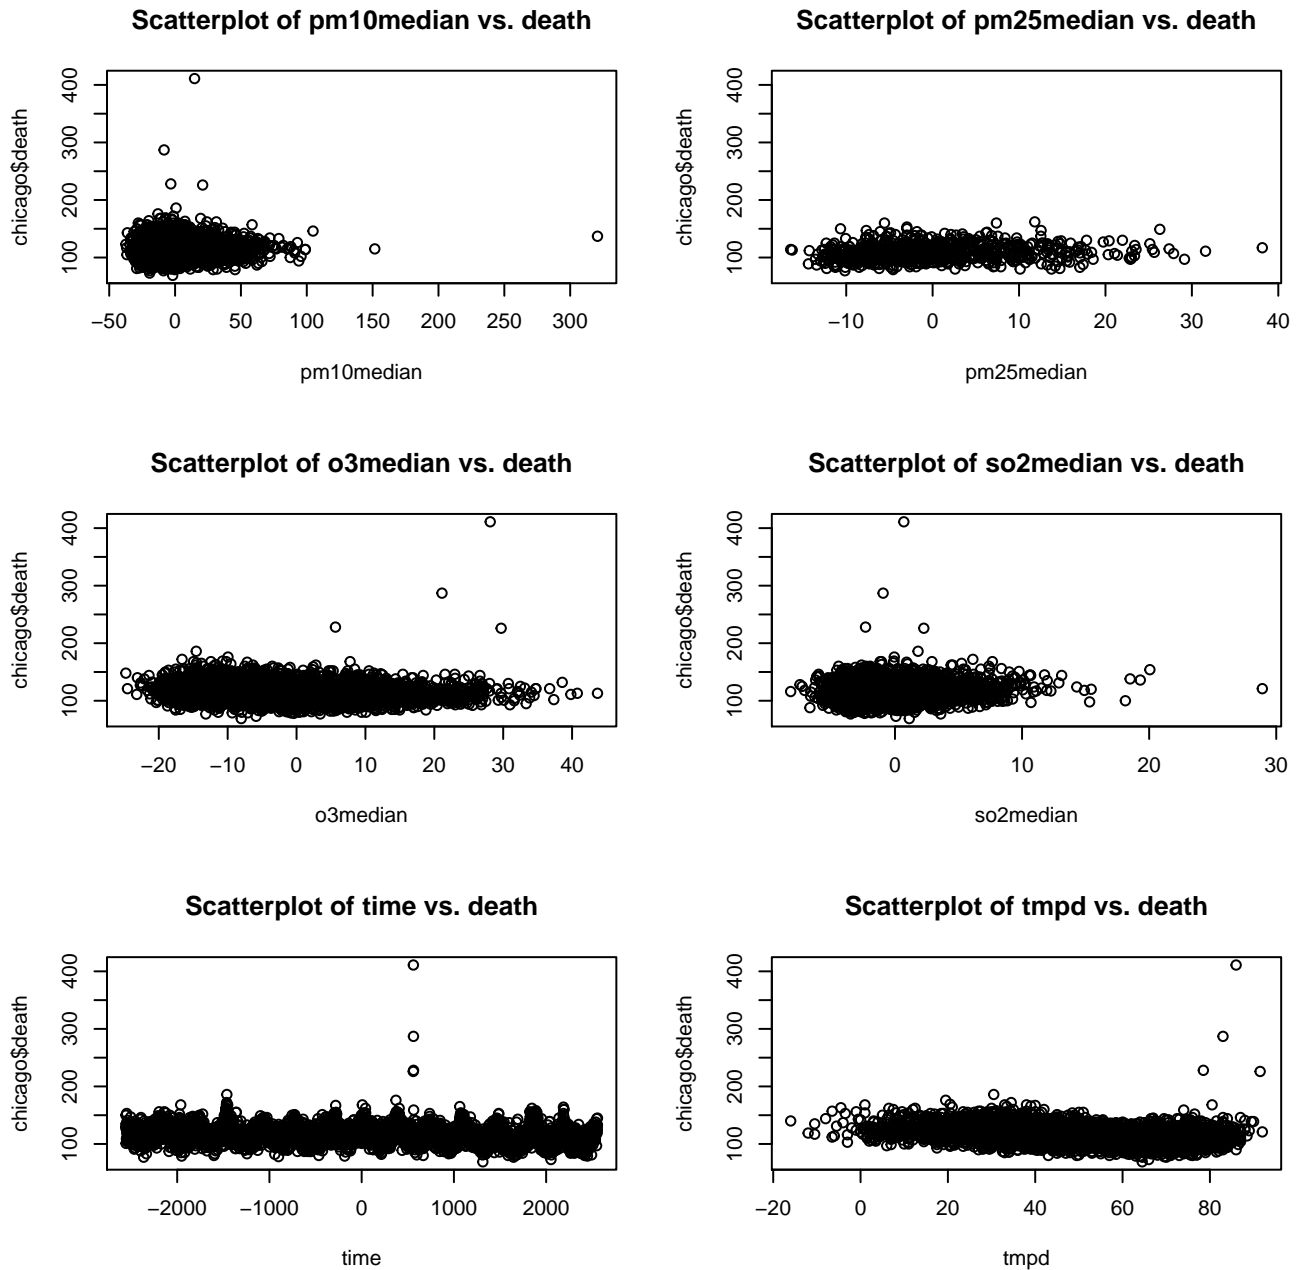 Scatterplot of pm10median vs. death
chicago$death
100 200 300 400
−50 0 50 100 150 200 250 300
pm10median
Scatterplot of pm25median vs. death
chicago$death
100 200 300 400
−10 0 10 20 30 40
pm25median
Scatterplot of o3median vs. death
chicago$death
100 200 300 400
−20 −10 0 10 20 30 40
o3median
Scatterplot of so2median vs. death
chicago$death
100 200 300 400
0 10 20 30
so2median
Scatterplot of time vs. death
chicago$death
100 200 300 400
−2000 −1000 0 1000 2000
time
Scatterplot of tmpd vs. death
chicago$death
100 200 300 400
−20 0 20 40 60 80
tmpd